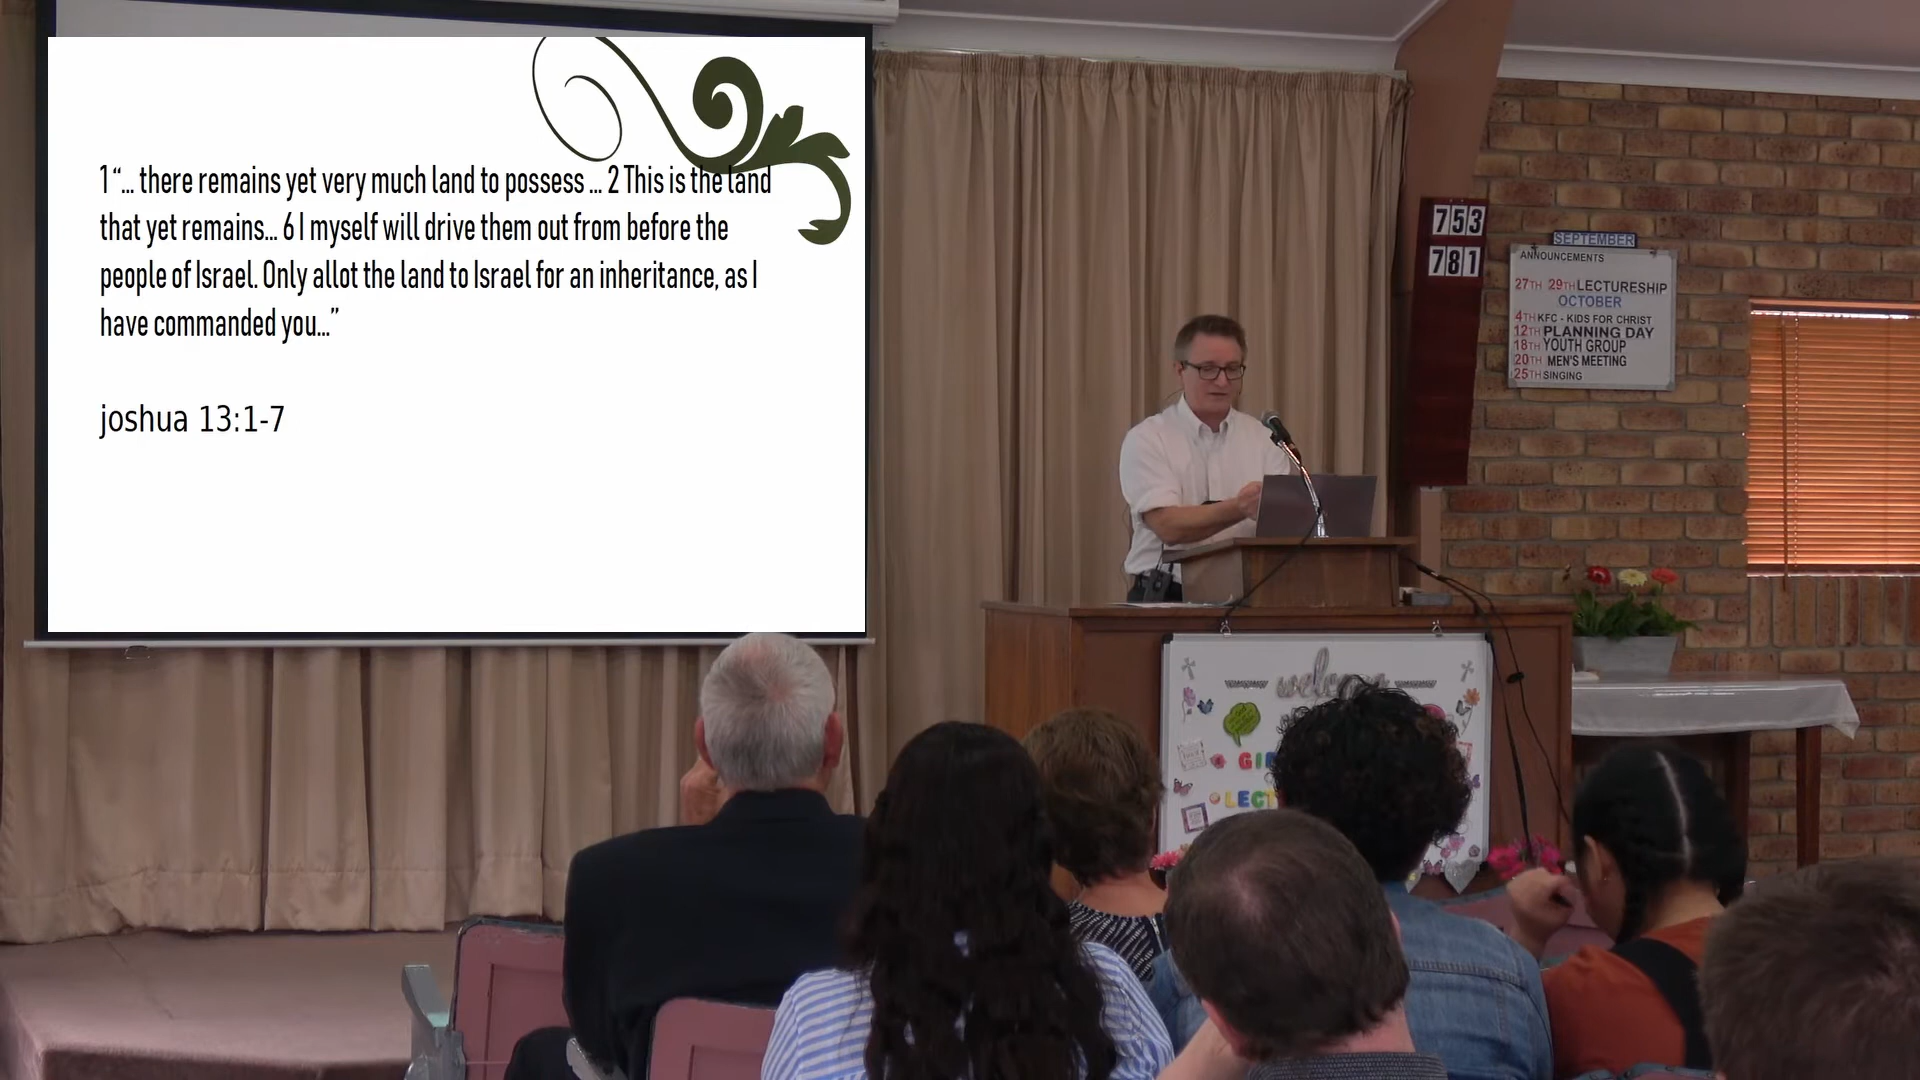 1 “... there remains yet very much land to possess ... 2 This is the land
that yet remains... 6 I myself will drive them out from before the
people of Israel. Only allot the land to Israel for an inheritance, as I
have commanded you...”
joshua 13:1-7
753
781
SEPTEMBER
ANNOUNCEMENTS
27TH 29TH LECTURESHIP
OCTOBER
4TH KFC - KIDS FOR CHRIST
12TH PLANNING DAY
18TH YOUTH GROUP
20TH MEN'S MEETING
25TH SINGING
welcome